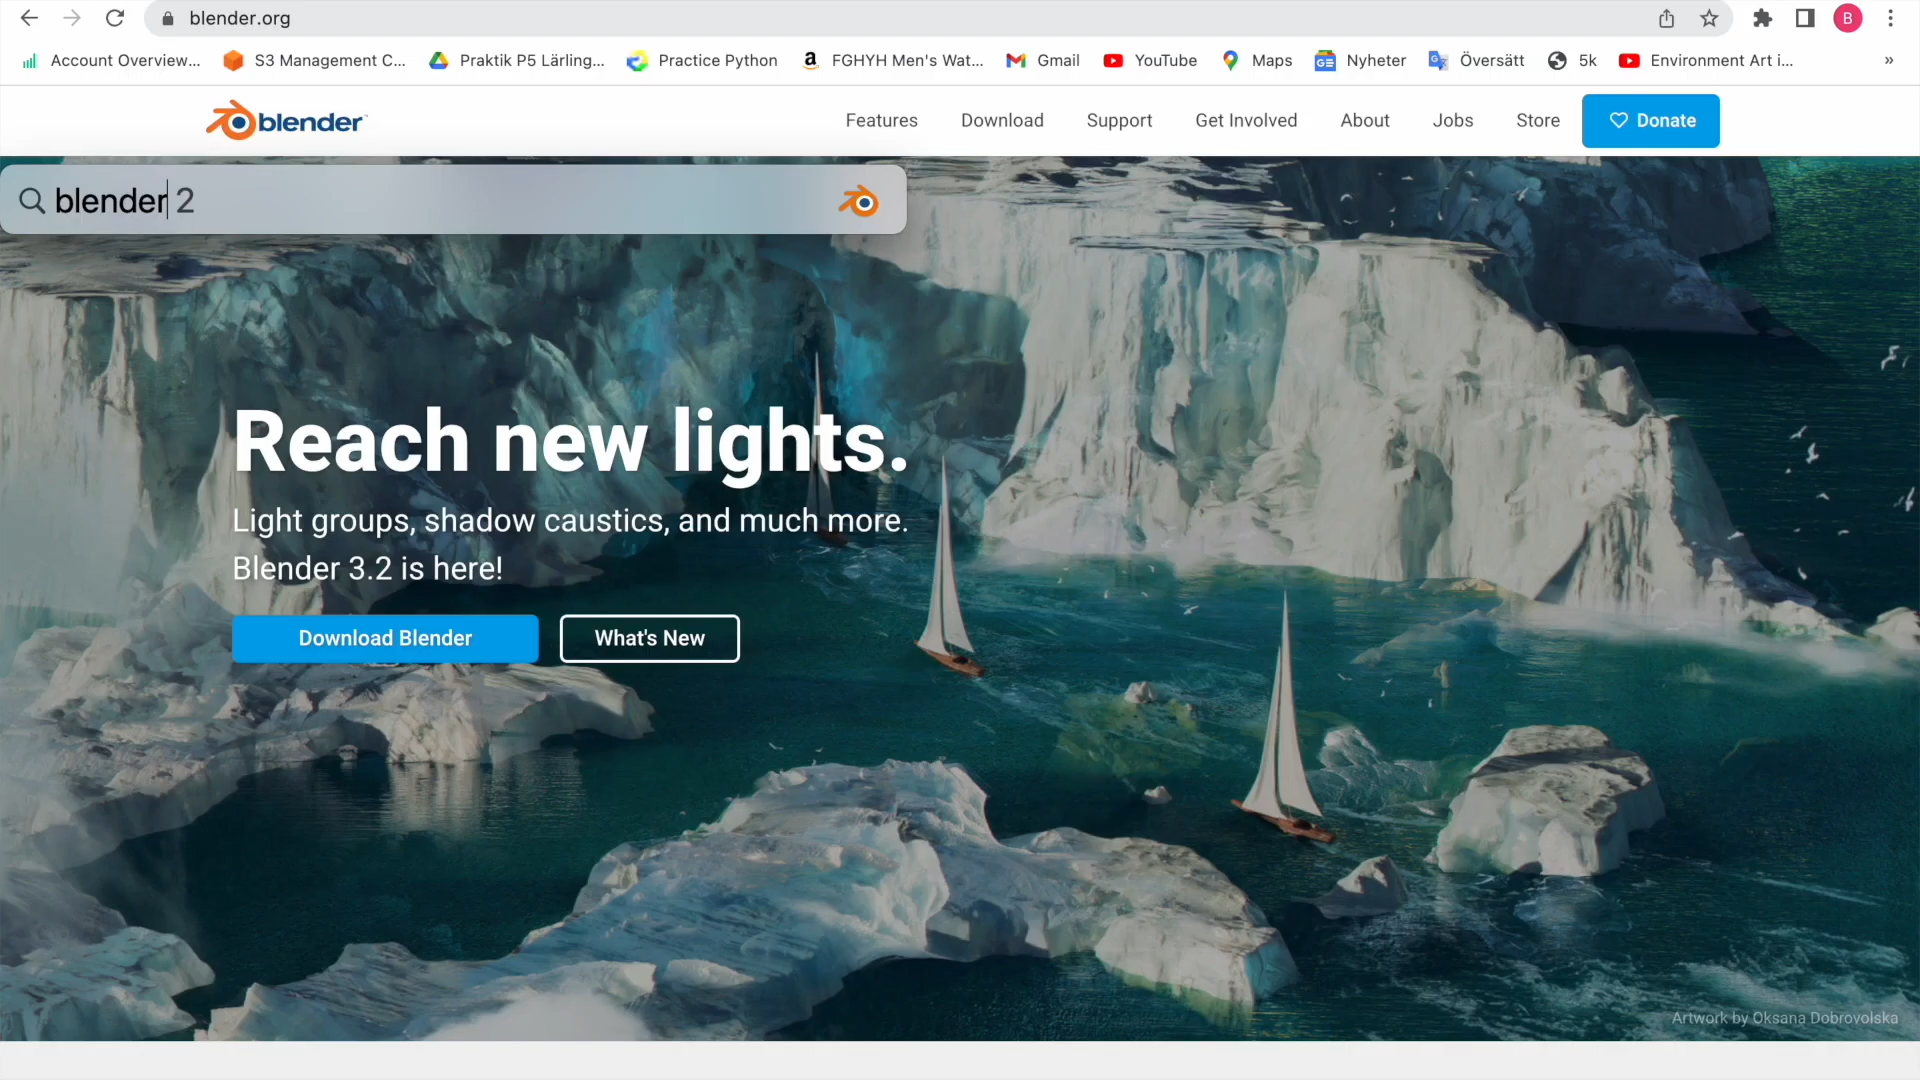 blender.org
B
Account Overview...
S3 Management C...
Praktik P5 Lärling...
Practice Python
FGHYH Men's Wat...
Gmail
YouTube
Maps
Nyheter
Översätt
5k
Environment Art i...
»
blender™
Features
Download
Support
Get Involved
About
Jobs
Store
Donate
blender 2
Reach new lights.
Light groups, shadow caustics, and much more.
Blender 3.2 is here!
Download Blender
What's New
Artwork by Oksana Dobrovolska